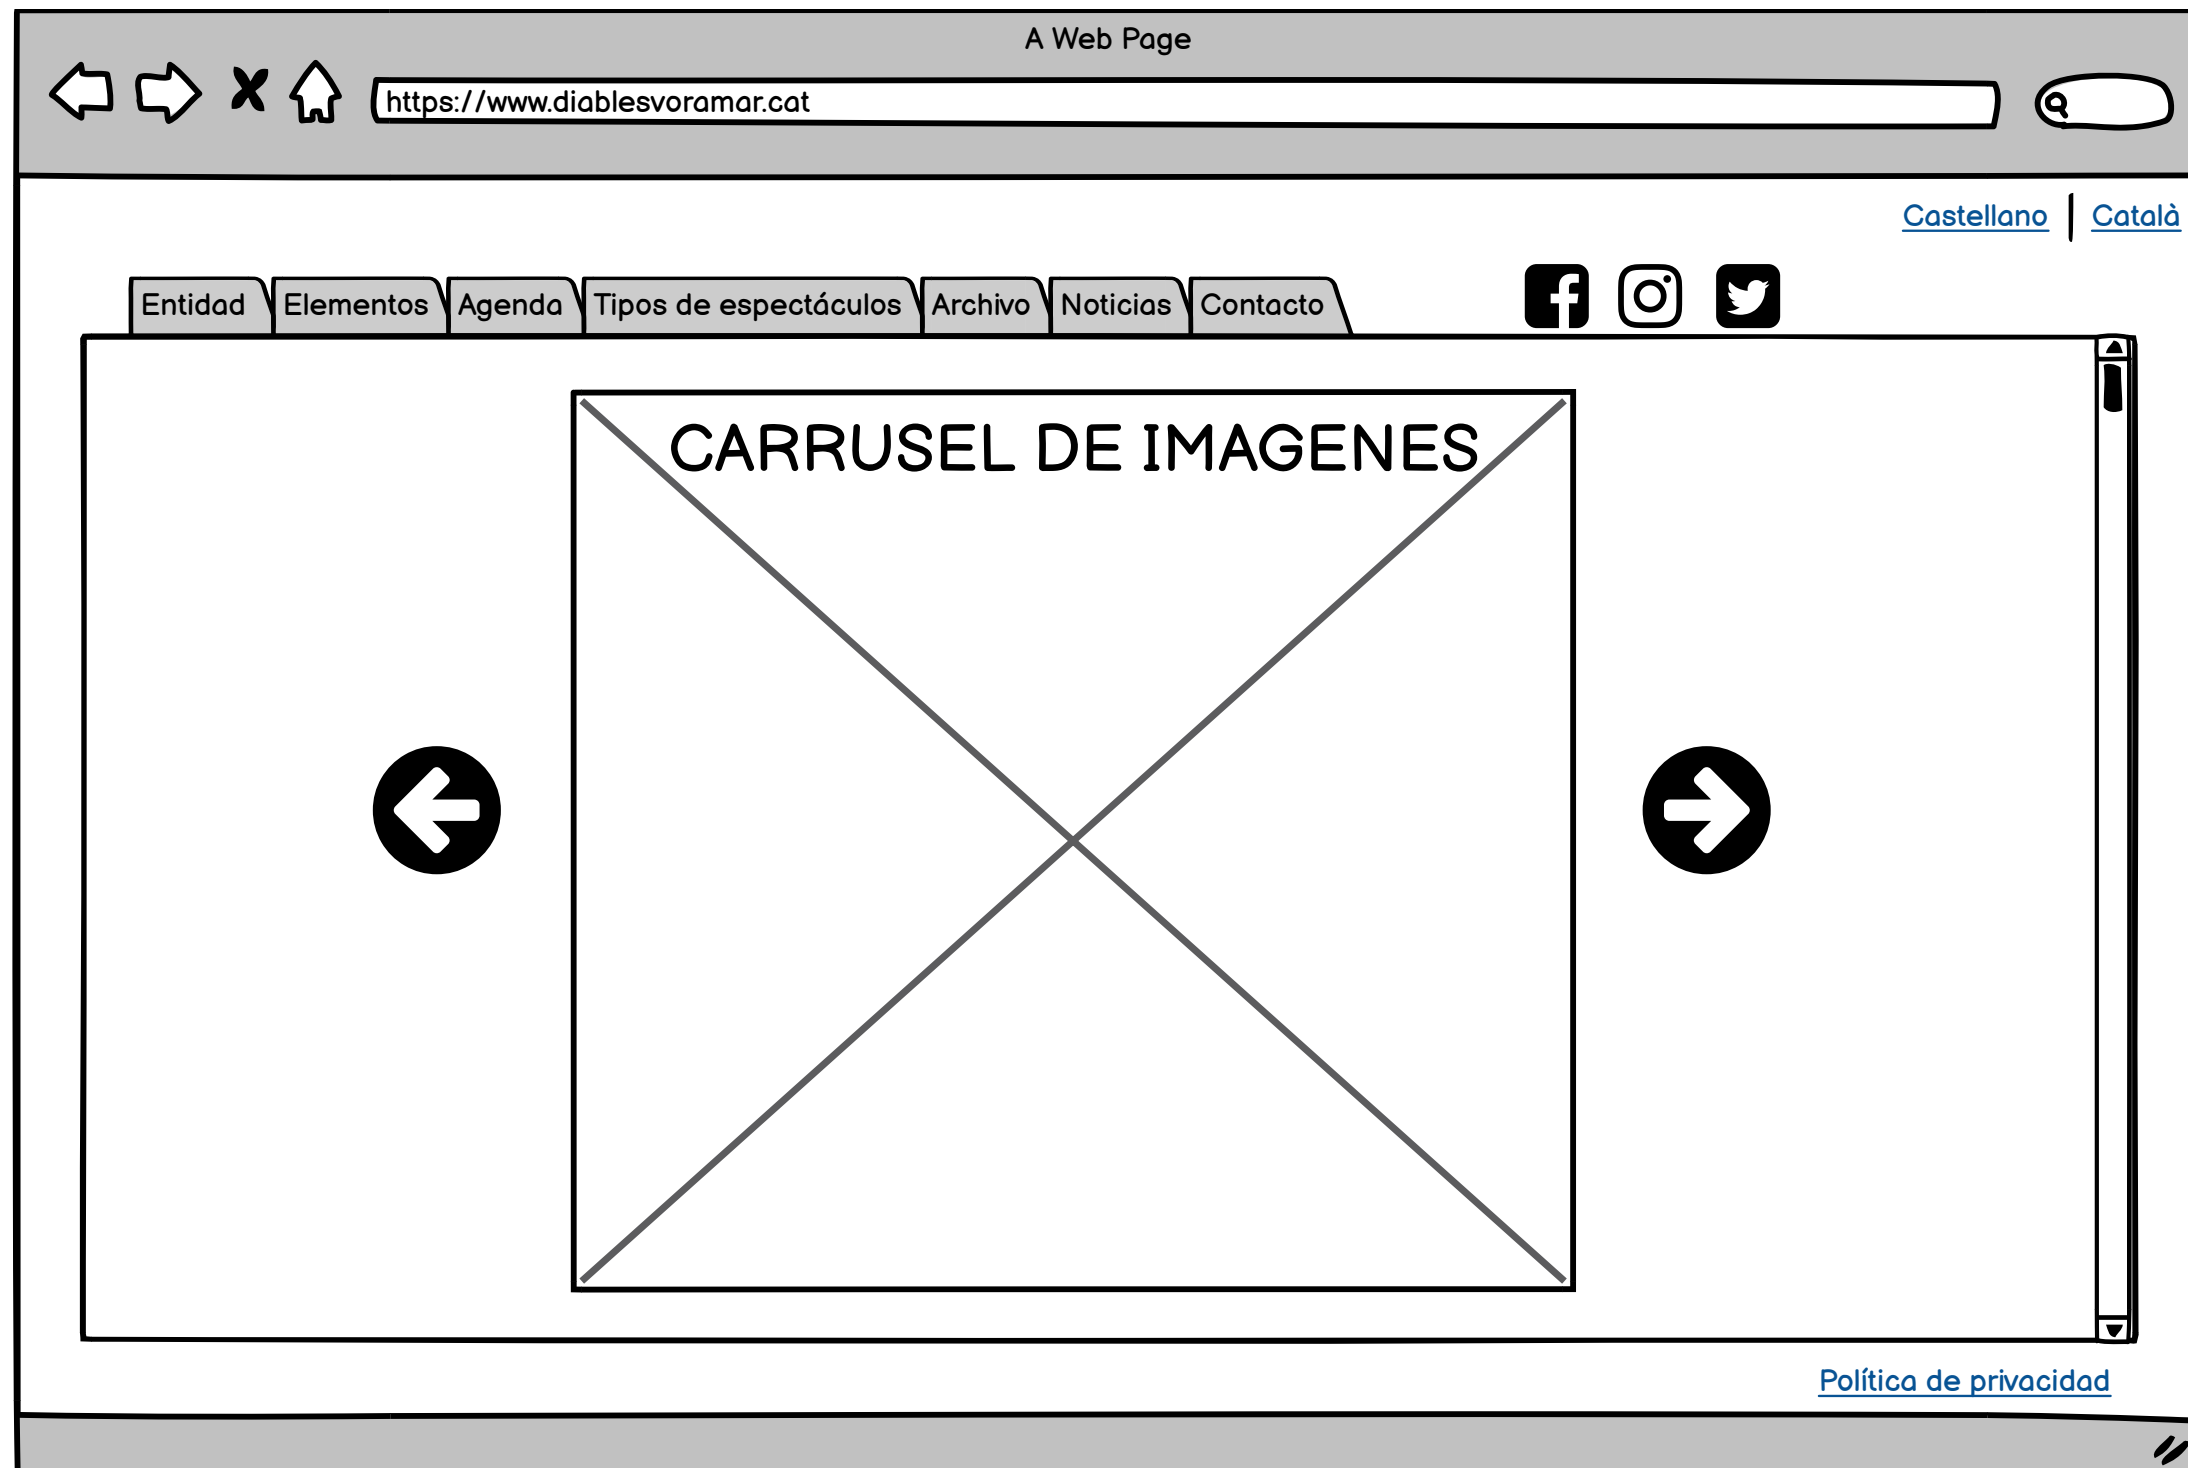 A Web Page
https://www.diablesvoramar.cat
Castellano | Català
Entidad Elementos Agenda Tipos de espectáculos Archivo Noticias Contacto
CARRUSEL DE IMAGENES
Política de privacidad